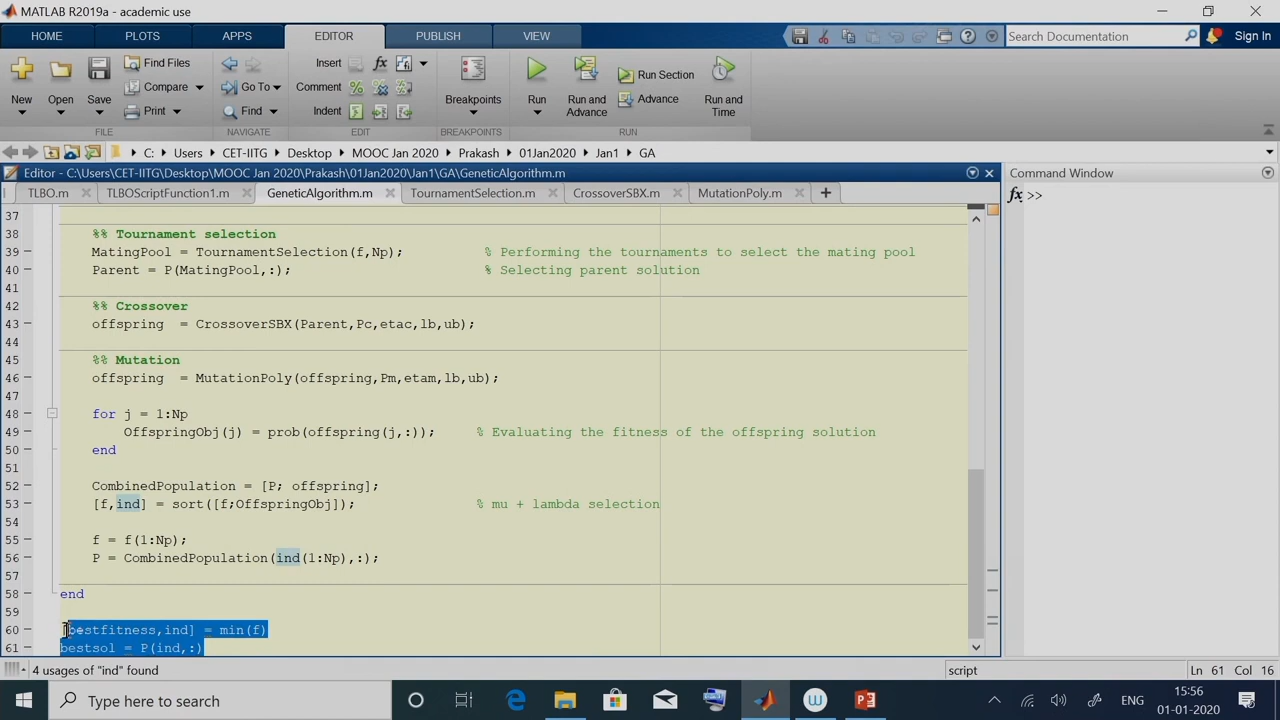 MATLAB R2019a - academic use
HOME PLOTS APPS EDITOR PUBLISH VIEW Search Documentation Sign In
New Open Save Find Files Compare Print
FILE
Go To Find
NAVIGATE
Insert fx Comment Indent
EDIT
Breakpoints
BREAKPOINTS
Run Run and Advance Run Section Advance Run and Time
RUN
C: Users CET-IITG Desktop MOOC Jan 2020 Prakash 01Jan2020 Jan1 GA
Editor - C:\Users\CET-IITG\Desktop\MOOC Jan 2020\Prakash\01Jan2020\Jan1\GA\GeneticAlgorithm.m
Command Window
TLBO.m TLBOScriptFunction1.m GeneticAlgorithm.m TournamentSelection.m CrossoverSBX.m MutationPoly.m
fx >>
37
38 %% Tournament selection
39 MatingPool = TournamentSelection(f,Np); % Performing the tournaments to select the mating pool
40 Parent = P(MatingPool,:); % Selecting parent solution
41
42 %% Crossover
43 offspring = CrossoverSBX(Parent,Pc,etac,lb,ub);
44
45 %% Mutation
46 offspring = MutationPoly(offspring,Pm,etam,lb,ub);
47
48 for j = 1:Np
49 OffspringObj(j) = prob(offspring(j,:)); % Evaluating the fitness of the offspring solution
50 end
51
52 CombinedPopulation = [P; offspring];
53 [f,ind] = sort([f;OffspringObj]); % mu + lambda selection
54
55 f = f(1:Np);
56 P = CombinedPopulation(ind(1:Np),:);
57
58 end
59
60 [bestfitness,ind] = min(f)
61 bestsol = P(ind,:)
4 usages of "ind" found script Ln 61 Col 16
Type here to search ENG 15:56
01-01-2020